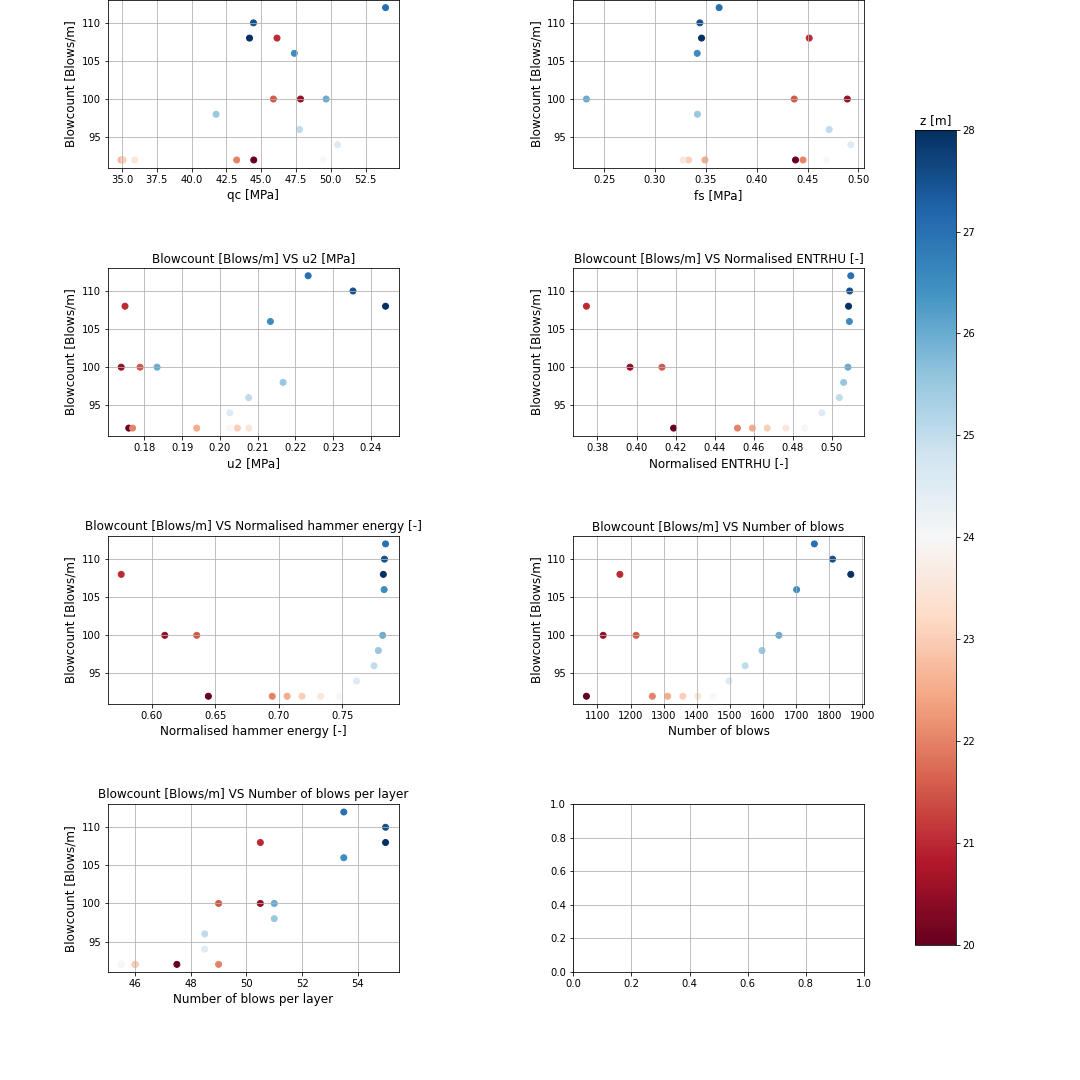 110
105
100
95
Blowcount [Blows/m]
35.0 37.5 40.0 42.5 45.0 47.5 50.0 52.5
qc [MPa]
110
105
100
95
Blowcount [Blows/m]
0.25 0.30 0.35 0.40 0.45 0.50
fs [MPa]
Blowcount [Blows/m] VS u2 [MPa]
110
105
100
95
Blowcount [Blows/m]
0.18 0.19 0.20 0.21 0.22 0.23 0.24
u2 [MPa]
Blowcount [Blows/m] VS Normalised ENTRHU [-]
110
105
100
95
Blowcount [Blows/m]
0.38 0.40 0.42 0.44 0.46 0.48 0.50
Normalised ENTRHU [-]
Blowcount [Blows/m] VS Normalised hammer energy [-]
110
105
100
95
Blowcount [Blows/m]
0.60 0.65 0.70 0.75
Normalised hammer energy [-]
Blowcount [Blows/m] VS Number of blows
110
105
100
95
Blowcount [Blows/m]
1100 1200 1300 1400 1500 1600 1700 1800 1900
Number of blows
Blowcount [Blows/m] VS Number of blows per layer
110
105
100
95
Blowcount [Blows/m]
46 48 50 52 54
Number of blows per layer
1.0
0.8
0.6
0.4
0.2
0.0
0.0 0.2 0.4 0.6 0.8 1.0
z [m]
28
27
26
25
24
23
22
21
20